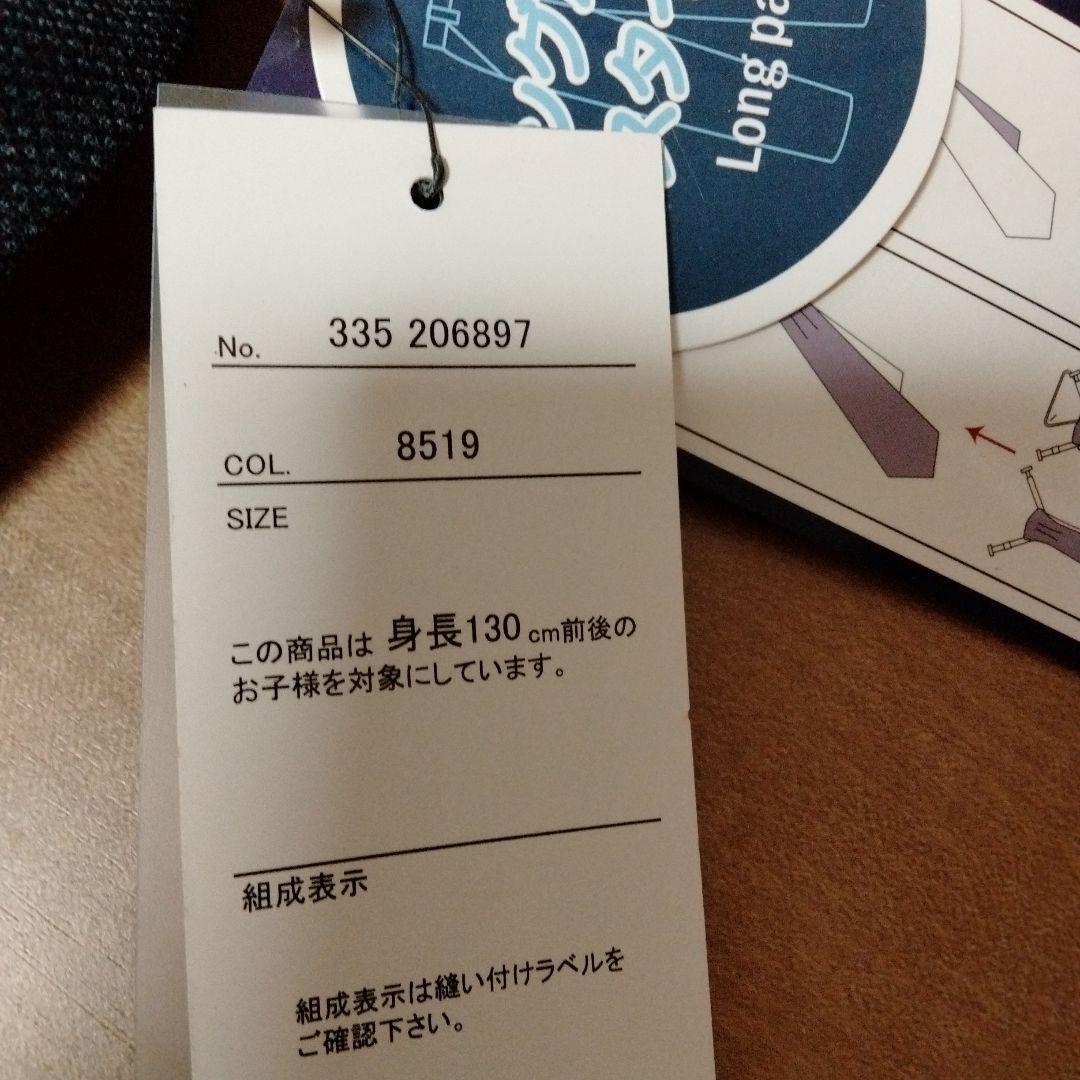 Long
スタ
No. 335 206897
COL. 8519
SIZE
この商品は 身長130cm前後の
お子様を対象にしています。
組成表示
組成表示は縫い付けラベルを
ご確認下さい。